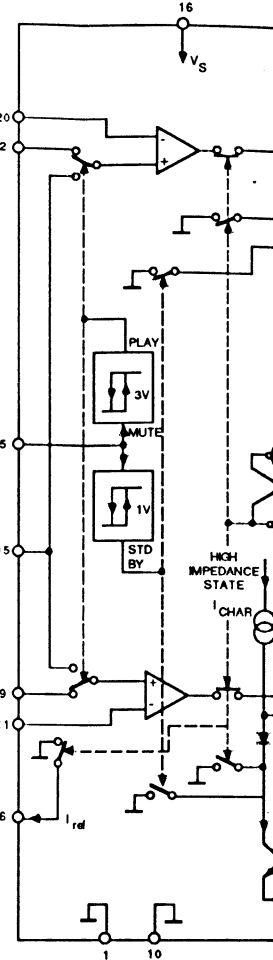 16
V_S
20
2
-
+
PLAY
3V
MUTE
5
1V
STD
BY
5
HIGH
IMPEDANCE
STATE
I_CHAR
9
+
-
1
6
I_ref
1
10